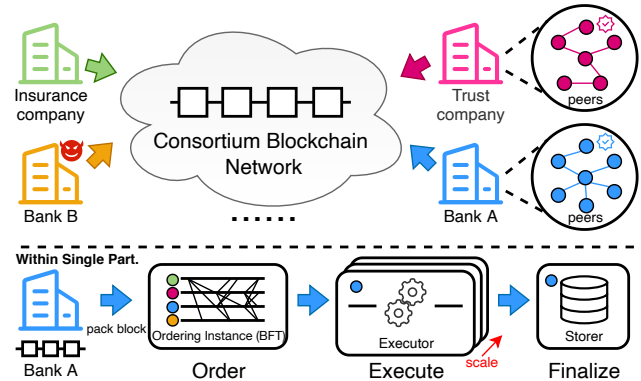 Insurance
company
Consortium Blockchain
Network
Trust
company
peers
Bank B
......
Bank A
peers
Within Single Part.
pack block
Bank A
Ordering Instance (BFT)
Order
Executor
scale
Execute
Storer
Finalize